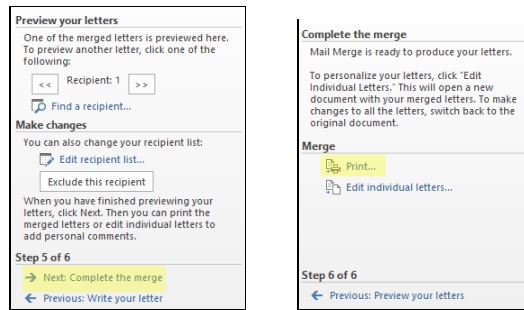 Preview your letters
One of the merged letters is previewed here.
To preview another letter, click one of the
following:
<< Recipient: 1 >>
Find a recipient...
Make changes
You can also change your recipient list:
Edit recipient list...
Exclude this recipient
When you have finished previewing your
letters, click Next. Then you can print the
merged letters or edit individual letters to
add personal comments.
Step 5 of 6
Next: Complete the merge
Previous: Write your letter
Complete the merge
Mail Merge is ready to produce your letters.
To personalize your letters, click "Edit
Individual Letters." This will open a new
document with your merged letters. To make
changes to all the letters, switch back to the
original document.
Merge
Print...
Edit individual letters...
Step 6 of 6
Previous: Preview your letters